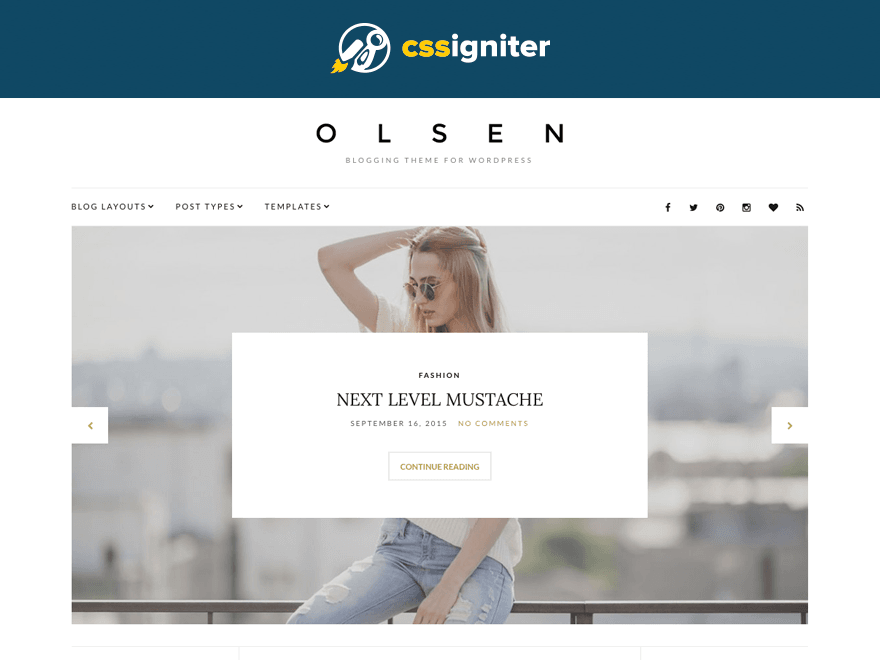 cssigniter
OLSEN
BLOGGING THEME FOR WORDPRESS
BLOG LAYOUTS POST TYPES TEMPLATES
FASHION
NEXT LEVEL MUSTACHE
SEPTEMBER 16, 2015 NO COMMENTS
CONTINUE READING